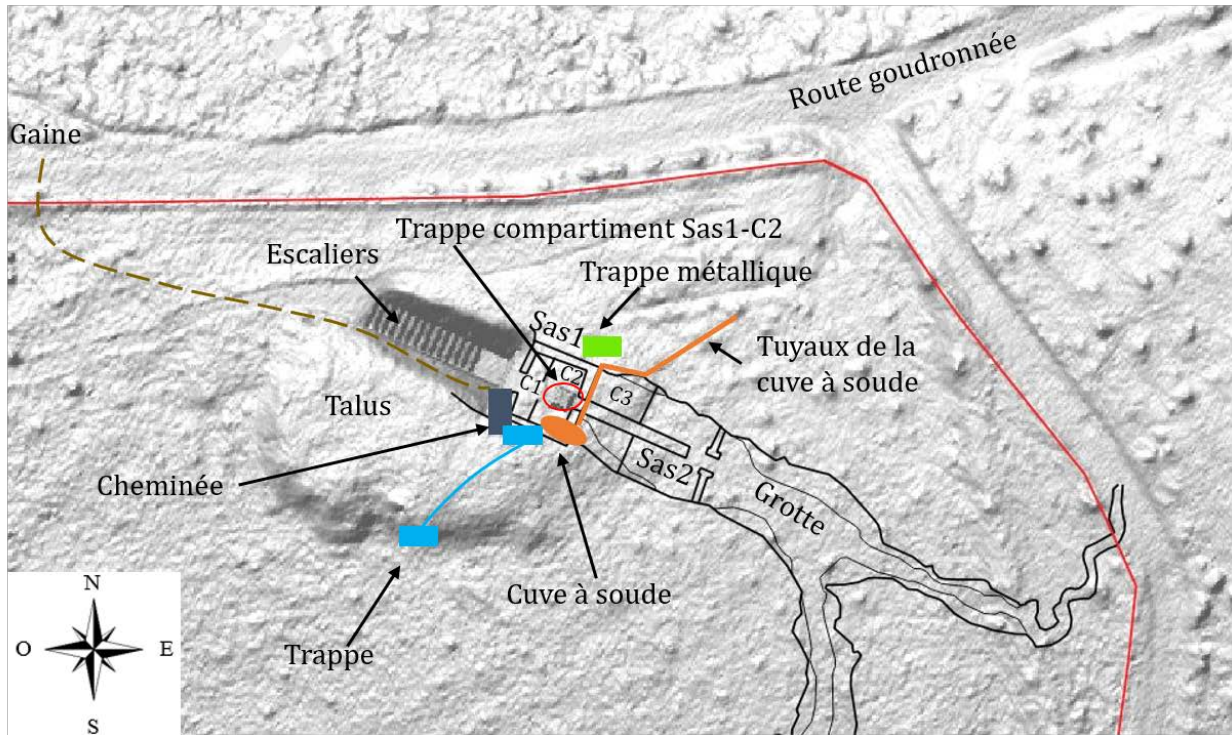 Route goudronnée
Gaine
Trappe compartiment Sas1-C2
Escaliers
Trappe métallique
Sas1
Tuyaux de la
cuve à soude
C2
C1
C3
Talus
Sas2
Cheminée
Grotte
Cuve à soude
Trappe
N
O
E
S